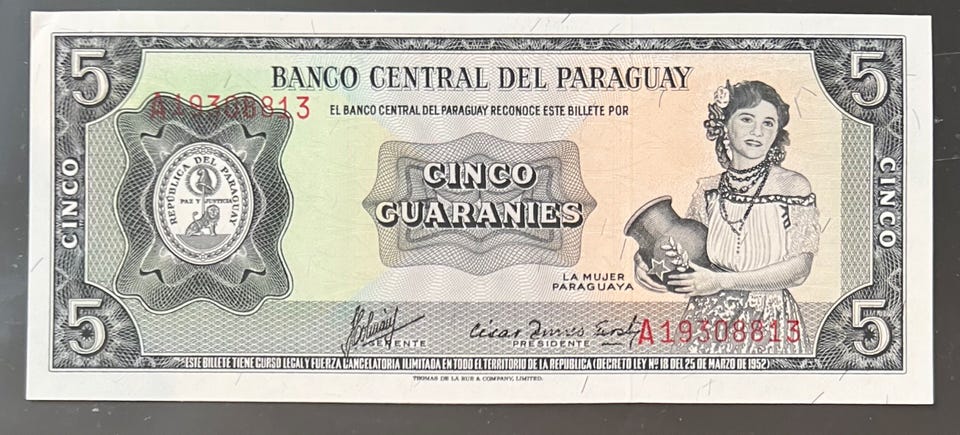 5
5
BANCO CENTRAL DEL PARAGUAY
A19308813
EL BANCO CENTRAL DEL PARAGUAY RECONOCE ESTE BILLETE POR
CINCO
REPUBLICA DEL PARAGUAY
PAZ Y JUSTICIA
CINCO
GUARANIES
CINCO
LA MUJER
PARAGUAYA
5
5
GERENTE
PRESIDENTE
A19308813
ESTE BILLETE TIENE CURSO LEGAL Y FUERZA CANCELATORIA ILIMITADA EN TODO EL TERRITORIO DE LA REPUBLICA (DECRETO LEY Nº 18 DEL 25 DE MARZO DE 1952)
THOMAS DE LA RUE & COMPANY, LIMITED.